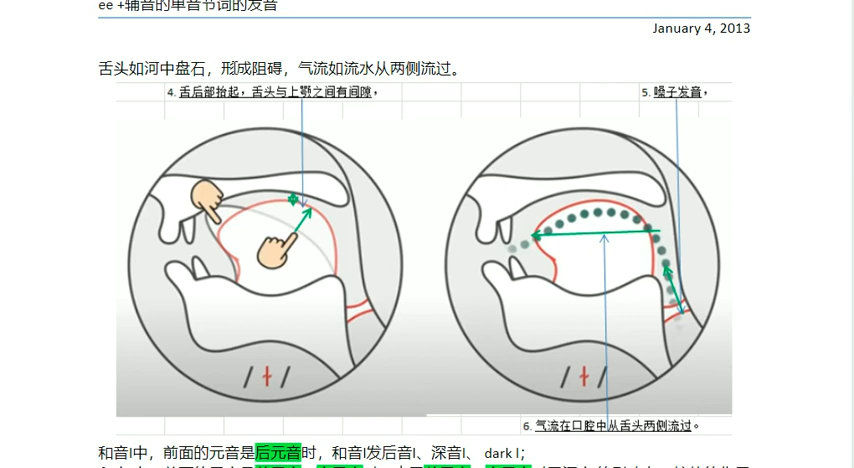 ee +辅音的单音节词的发音
January 4, 2013
舌头如河中盘石，形成阻碍，气流如流水从两侧流过。
4. 舌后部抬起，舌头与上颚之间有间隙，
5. 嗓子发音，
/ ɫ /
/ ɫ /
6. 气流在口腔中从舌头两侧流过。
和音l中，前面的元音是后元音时，和音l发后音l、深音l、 dark l；